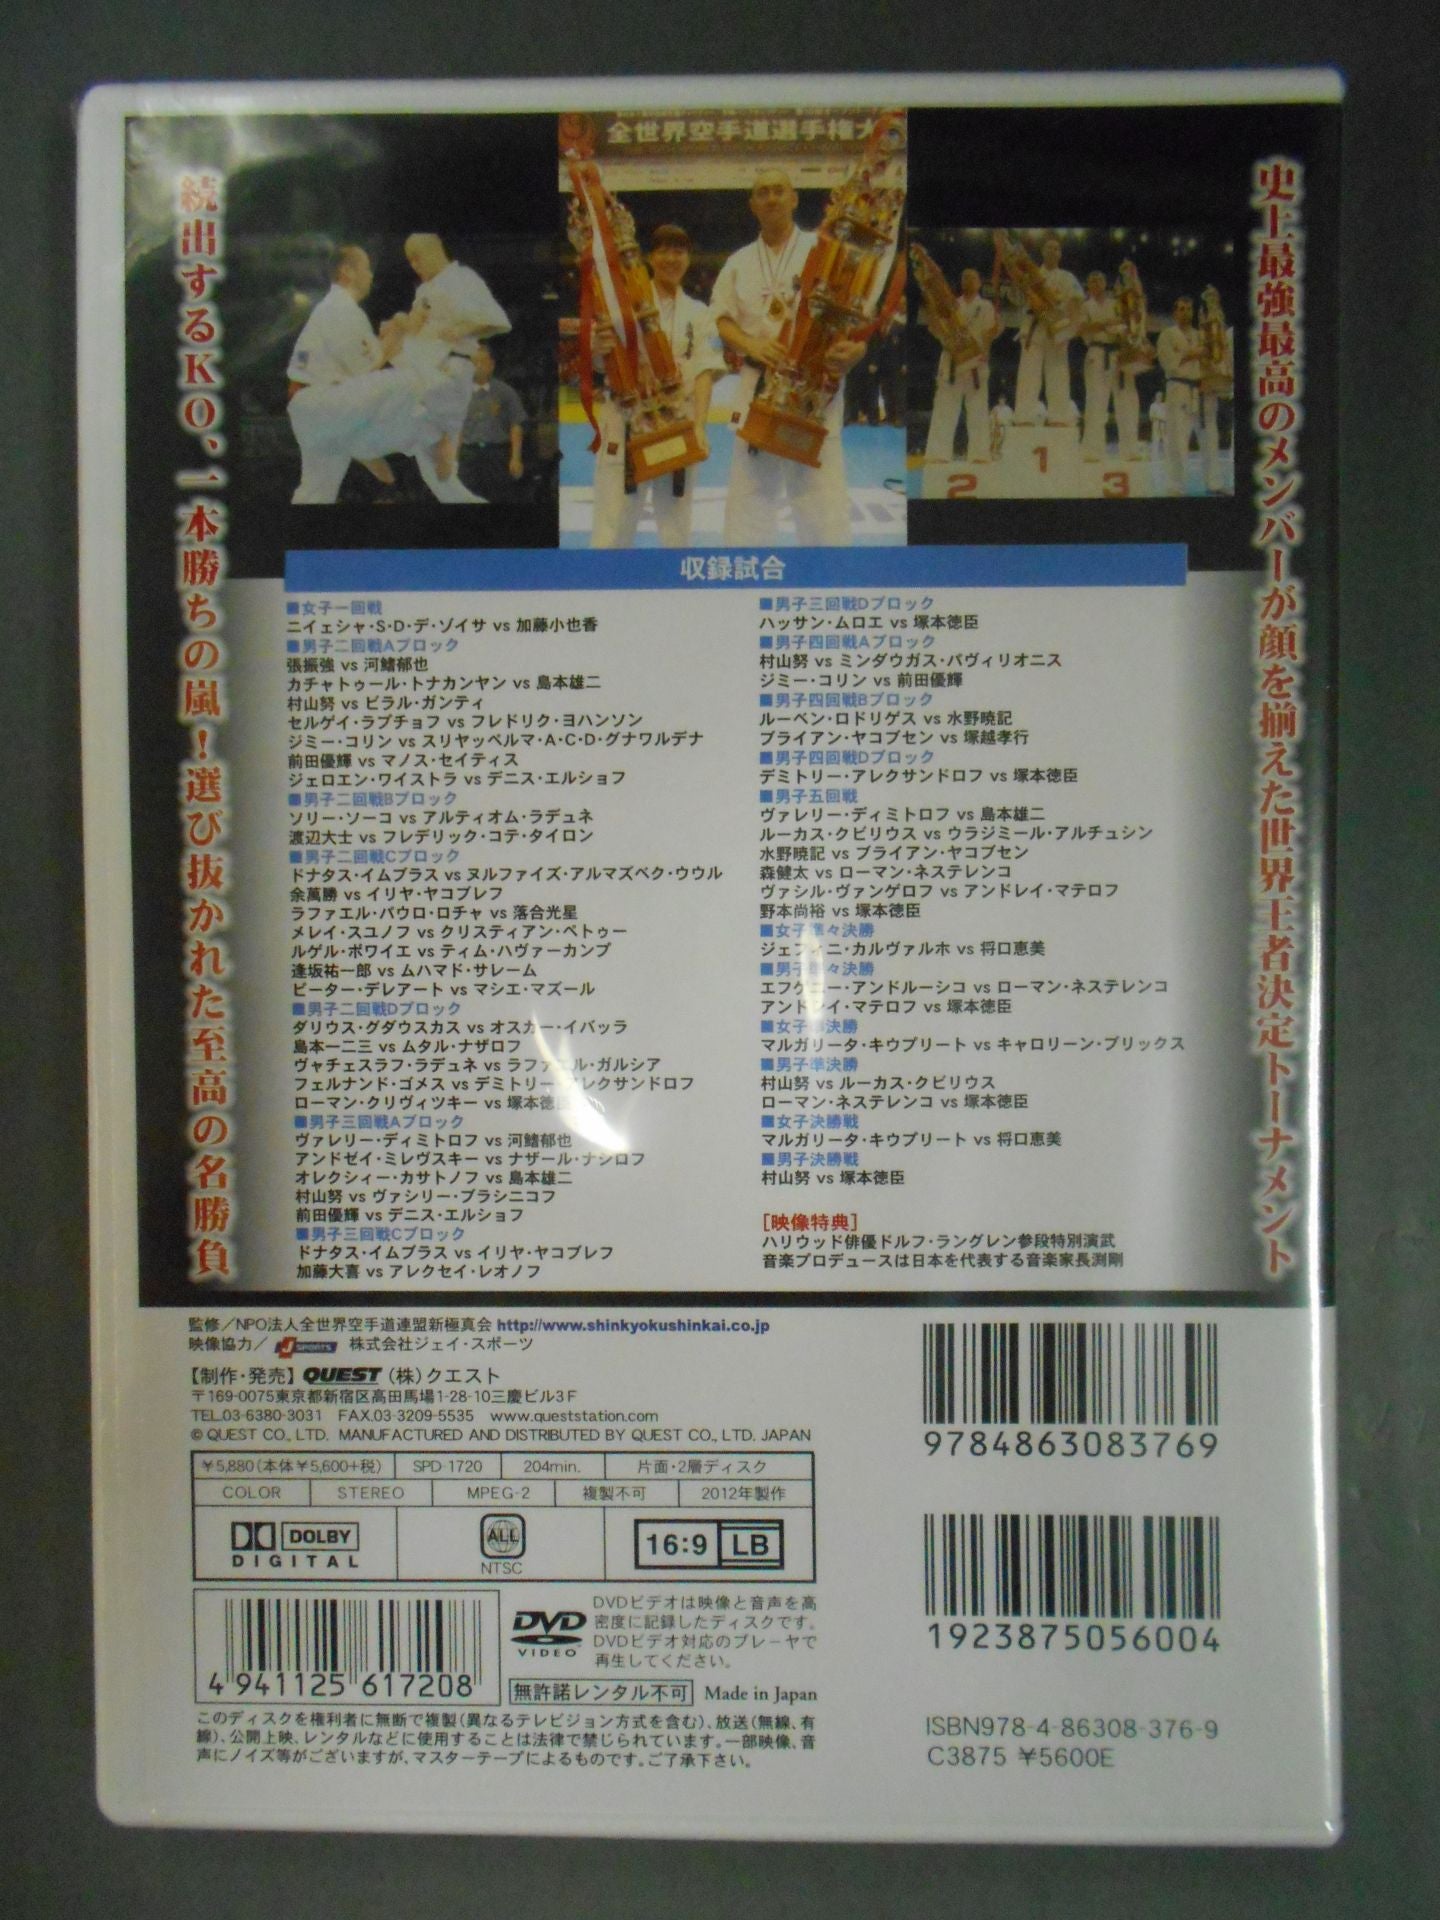 史上最強最高のメンバーが顔を揃えた世界王者決定トーナメント
続出するKO、一本勝ちの嵐！選び抜かれた至高の名勝負
全世界空手道選手権大
2
1
3
収録試合
■女子一回戦
ニイェシャ・S・D・デ・ゾイサ vs 加藤小也香
■男子二回戦Aブロック
張振強 vs 河鰭郁也
カチャトゥール・トナカンヤン vs 島本雄二
村山努 vs ビラル・ガンティ
セルゲイ・ラブチョフ vs フレドリク・ヨハンソン
ジミー・コリン vs スリヤッペルマ・A・C・D・グナワルデナ
前田優輝 vs マノス・セイティス
ジェロエン・ワイストラ vs デニス・エルショフ
■男子二回戦Bブロック
ソリー・ソーコ vs アルティオム・ラデュネ
渡辺大士 vs フレデリック・コテ・タイロン
■男子二回戦Cブロック
ドナタス・イムブラス vs ヌルファイズ・アルマズベク・ウウル
余萬勝 vs イリヤ・ヤコブレフ
ラファエル・パウロ・ロチャ vs 落合光星
メレイ・スユノフ vs クリスティアン・ペトゥー
ルゲル・ポワイエ vs ティム・ハヴァーカンプ
逢坂祐一郎 vs ムハマド・サレーム
ピーター・デレアート vs マシエ・マズール
■男子二回戦Dブロック
ダリウス・グダウスカス vs オスカー・イバッラ
島本一二三 vs ムタル・ナザロフ
ヴァチェスラフ・ラデュネ vs ラファエル・ガルシア
フェルナンド・ゴメス vs デミトリー・アレクサンドロフ
ローマン・クリヴィツキー vs 塚本徳臣
■男子三回戦Aブロック
ヴァレリー・ディミトロフ vs 河鰭郁也
アンドゼイ・ミレヴスキー vs ナザール・ナシロフ
オレクシィー・カサトノフ vs 島本雄二
村山努 vs ヴァシリー・プラシニコフ
前田優輝 vs デニス・エルショフ
■男子三回戦Cブロック
ドナタス・イムブラス vs イリヤ・ヤコブレフ
加藤大喜 vs アレクセイ・レオノフ
■男子三回戦Dブロック
ハッサン・ムロエ vs 塚本徳臣
■男子四回戦Aブロック
村山努 vs ミンダウガス・パヴィリオニス
ジミー・コリン vs 前田優輝
■男子四回戦Bブロック
ルーベン・ロドリゲス vs 水野暁記
ブライアン・ヤコブセン vs 塚越孝行
■男子四回戦Dブロック
デミトリー・アレクサンドロフ vs 塚本徳臣
■男子五回戦
ヴァレリー・ディミトロフ vs 島本雄二
ルーカス・クビリウス vs ウラジミール・アルチュシン
水野暁記 vs ブライアン・ヤコブセン
森健太 vs ローマン・ネステレンコ
ヴァシル・ヴァンゲロフ vs アンドレイ・マテロフ
野本尚裕 vs 塚本徳臣
■女子準々決勝
ジェフィニ・カルヴァルホ vs 将口恵美
■男子準々決勝
エフゲニー・アンドルーシコ vs ローマン・ネステレンコ
アンドレイ・マテロフ vs 塚本徳臣
■女子準決勝
マルガリータ・キウプリート vs キャロリーン・ブリックス
■男子準決勝
村山努 vs ルーカス・クビリウス
ローマン・ネステレンコ vs 塚本徳臣
■女子決勝戦
マルガリータ・キウプリート vs 将口恵美
■男子決勝戦
村山努 vs 塚本徳臣
［映像特典］
ハリウッド俳優ドルフ・ラングレン参段特別演武
音楽プロデュースは日本を代表する音楽家長渕剛
監修／NPO法人全世界空手道連盟新極真会 http://www.shinkyokushinkai.co.jp
映像協力／ J SPORTS 株式会社ジェイ・スポーツ
【制作・発売】QUEST（株）クエスト
〒169-0075東京都新宿区高田馬場1-28-10三慶ビル3F
TEL.03-6380-3031 FAX.03-3209-5535 www.queststation.com
© QUEST CO., LTD. MANUFACTURED AND DISTRIBUTED BY QUEST CO., LTD. JAPAN
¥5,880（本体¥5,600+税） SPD-1720 204min. 片面・2層ディスク
COLOR STEREO MPEG-2 複製不可 2012年製作
DOLBY DIGITAL
ALL NTSC
16:9 LB
4 941125 617208
DVD VIDEO
DVDビデオは映像と音声を高
密度に記録したディスクです。
DVDビデオ対応のプレーヤで
再生してください。
無許諾レンタル不可 Made in Japan
このディスクを権利者に無断で複製（異なるテレビジョン方式を含む）、放送（無線、有
線）、公開上映、レンタルなどに使用することは法律で禁じられています。一部映像、音
声にノイズ等がございますが、マスターテープによるものです。ご了承下さい。
9784863083769
1923875056004
ISBN978-4-86308-376-9
C3875 ¥5600E